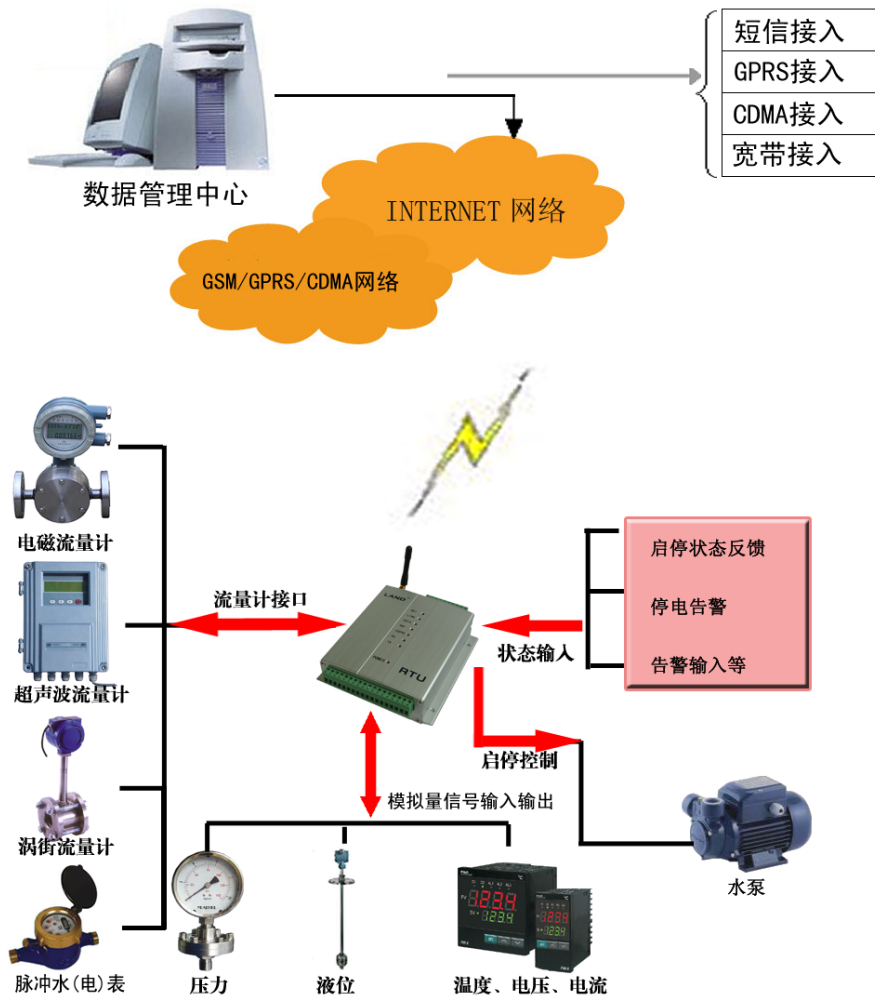 短信接入
GPRS接入
CDMA接入
宽带接入
数据管理中心
INTERNET 网络
GSM/GPRS/CDMA网络
电磁流量计
超声波流量计
涡街流量计
脉冲水(电)表
流量计接口
LAND
RTU
状态输入
启停状态反馈
停电告警
告警输入等
启停控制
模拟量信号输入输出
水泵
压力
液位
1234
1234
1234
1234
温度、电压、电流